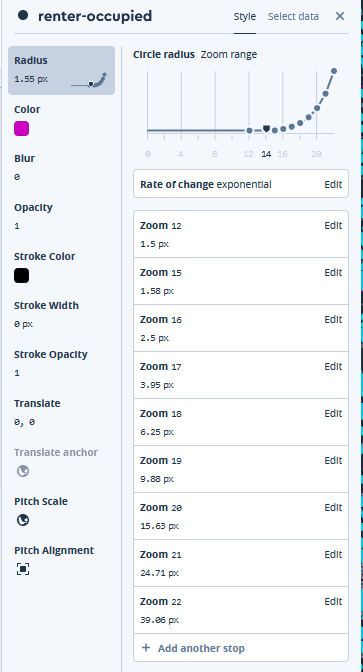 renter-occupied
Style
Select data
Radius
1.55 px
Color
Blur
0
Opacity
1
Stroke Color
Stroke Width
0 px
Stroke Opacity
1
Translate
0, 0
Translate anchor
Pitch Scale
Pitch Alignment
Circle radius Zoom range
0 4 8 12 14 16 20
Rate of change exponential Edit
Zoom 12 Edit
1.5 px
Zoom 15 Edit
1.58 px
Zoom 16 Edit
2.5 px
Zoom 17 Edit
3.95 px
Zoom 18 Edit
6.25 px
Zoom 19 Edit
9.88 px
Zoom 20 Edit
15.63 px
Zoom 21 Edit
24.71 px
Zoom 22 Edit
39.06 px
+ Add another stop